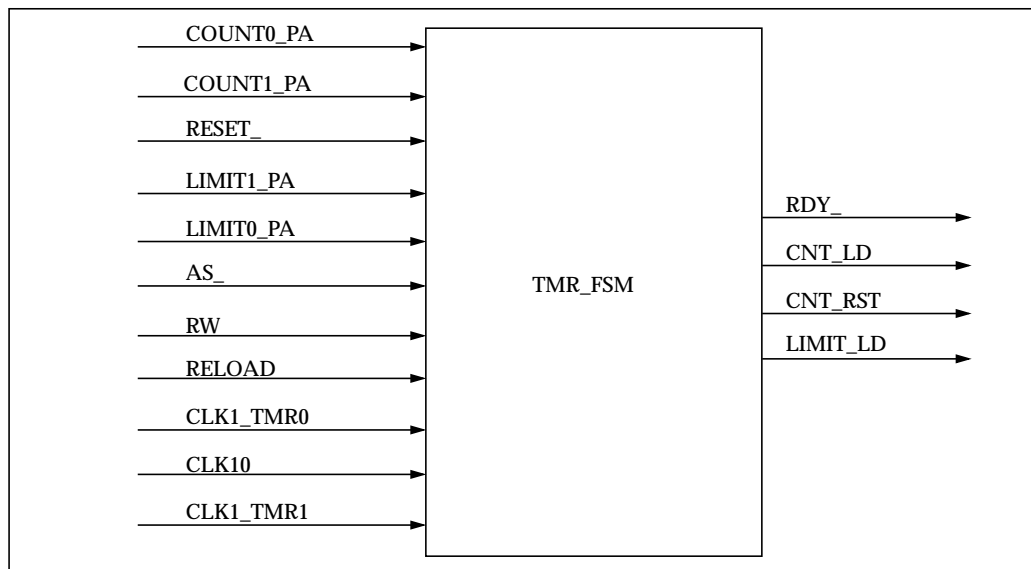 COUNT0_PA
COUNT1_PA
RESET_
LIMIT1_PA
LIMIT0_PA
AS_
RW
RELOAD
CLK1_TMR0
CLK10
CLK1_TMR1
TMR_FSM
RDY_
CNT_LD
CNT_RST
LIMIT_LD